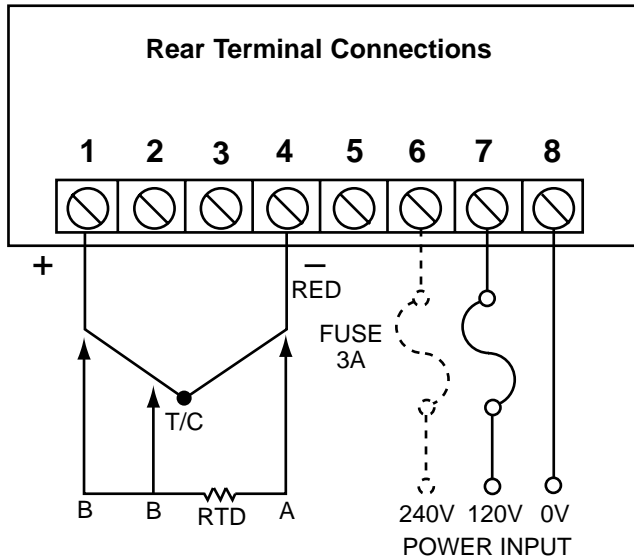 Rear Terminal Connections
1 2 3 4 5 6 7 8
+ –
RED
FUSE
3A
T/C
B B RTD A
240V 120V 0V
POWER INPUT